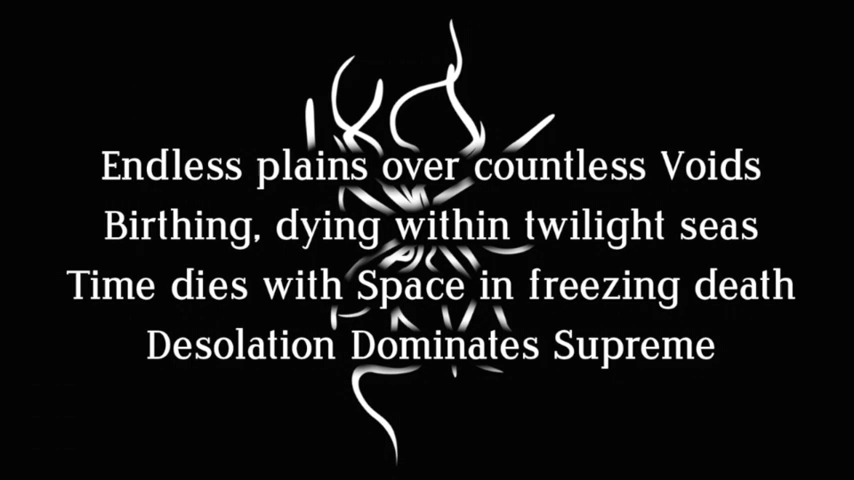 Endless plains over countless Voids
Birthing, dying within twilight seas
Time dies with Space in freezing death
Desolation Dominates Supreme